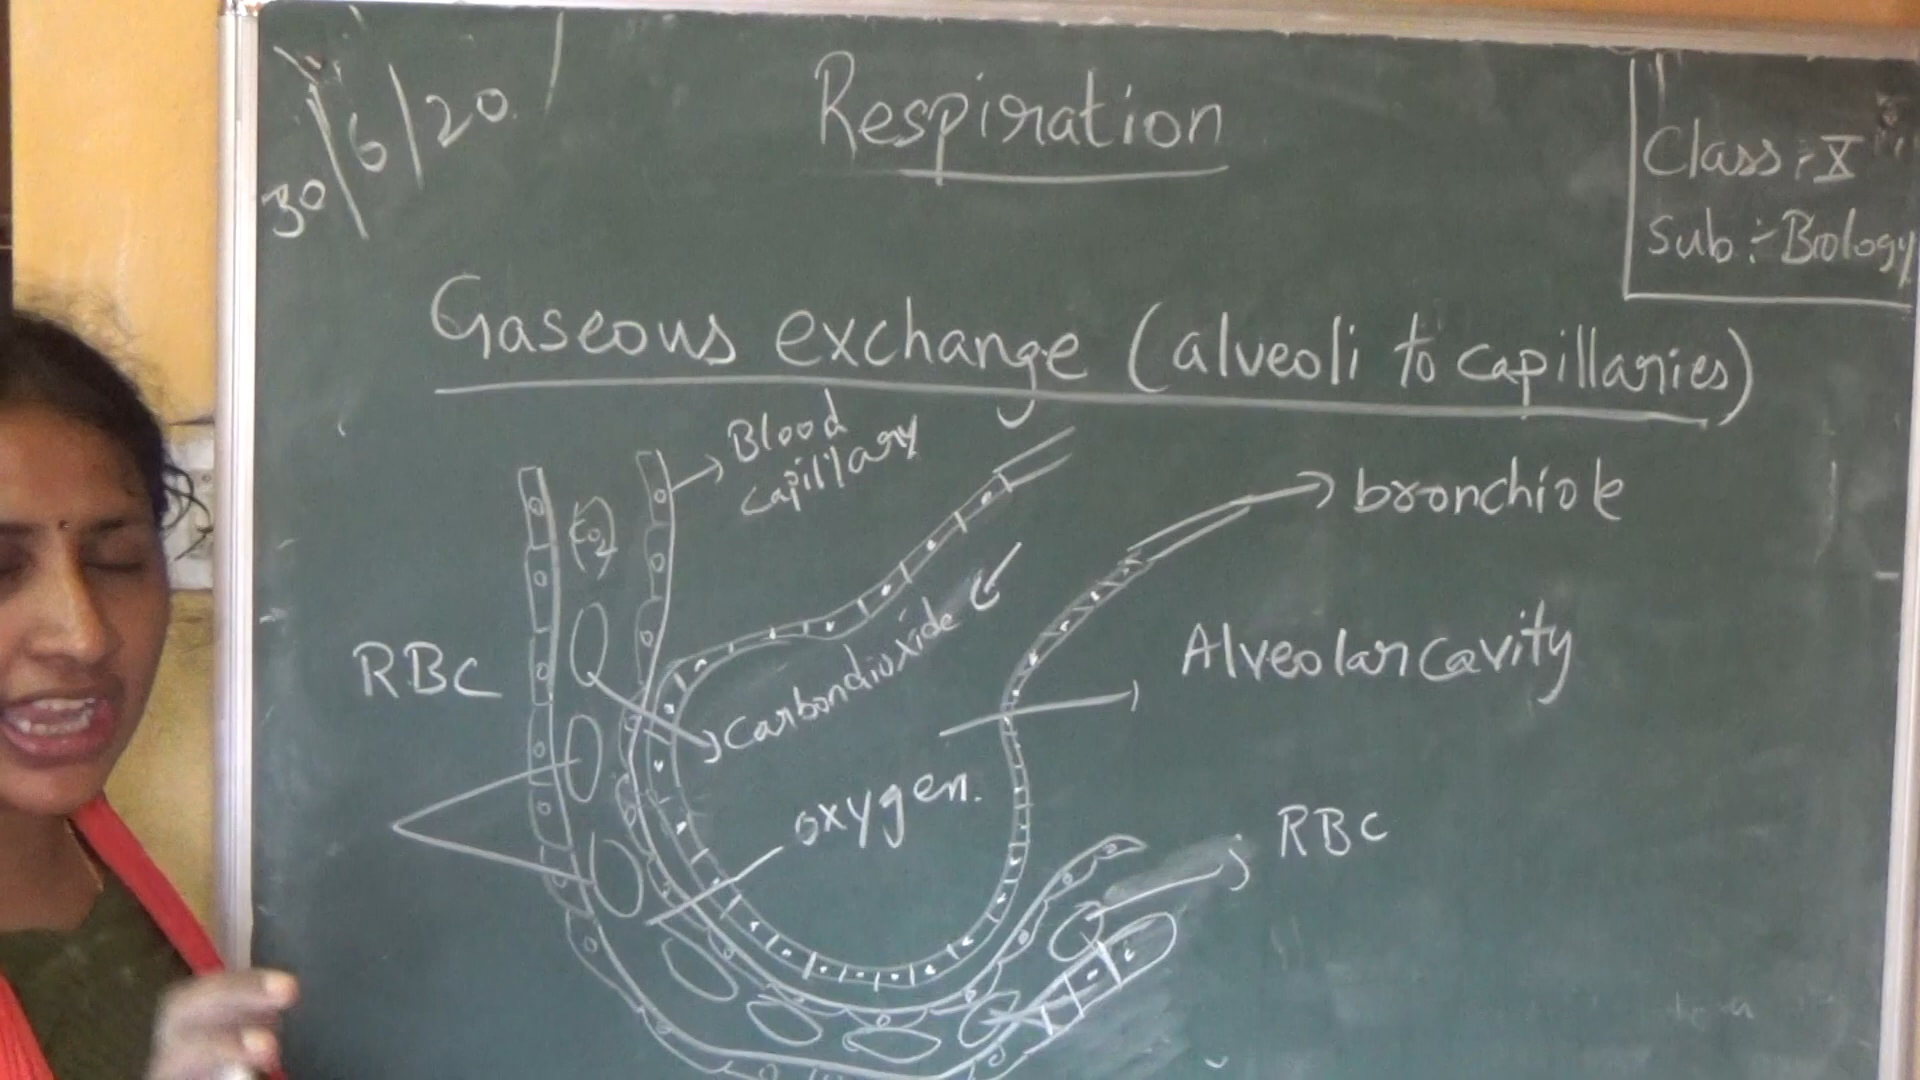 30/6/20
Respiration
Class :- X
Sub :- Biology
Gaseous exchange (alveoli to capillaries)
Blood
capillary
bronchiole
CO2
Carbondioxide
RBC
Alveolar cavity
oxygen.
RBC